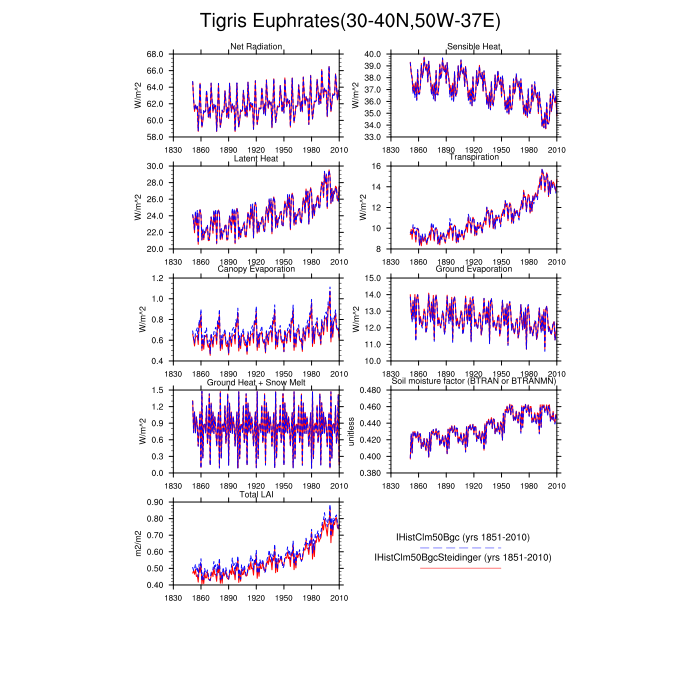 Tigris Euphrates(30-40N,50W-37E)
Net Radiation
W/m^2
68.0
66.0
64.0
62.0
60.0
58.0
1830 1860 1890 1920 1950 1980 2010
Sensible Heat
W/m^2
40.0
39.0
38.0
37.0
36.0
35.0
34.0
33.0
1830 1860 1890 1920 1950 1980 2010
Latent Heat
W/m^2
30.0
28.0
26.0
24.0
22.0
20.0
1830 1860 1890 1920 1950 1980 2010
Transpiration
W/m^2
16
14
12
10
8
1830 1860 1890 1920 1950 1980 2010
Canopy Evaporation
W/m^2
1.2
1.0
0.8
0.6
0.4
1830 1860 1890 1920 1950 1980 2010
Ground Evaporation
W/m^2
15.0
14.0
13.0
12.0
11.0
10.0
1830 1860 1890 1920 1950 1980 2010
Ground Heat + Snow Melt
W/m^2
1.5
1.2
0.9
0.6
0.3
0.0
1830 1860 1890 1920 1950 1980 2010
Soil moisture factor (BTRAN or BTRANMN)
unitless
0.480
0.460
0.440
0.420
0.400
0.380
1830 1860 1890 1920 1950 1980 2010
Total LAI
m2/m2
0.90
0.80
0.70
0.60
0.50
0.40
1830 1860 1890 1920 1950 1980 2010
IHistClm50Bgc (yrs 1851-2010)
IHistClm50BgcSteidinger (yrs 1851-2010)